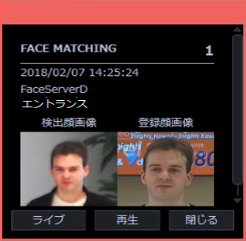 FACE MATCHING 1
2018/02/07 14:25:24
FaceServerD
エントランス
検出顔画像 登録顔画像
80
ライブ 再生 閉じる